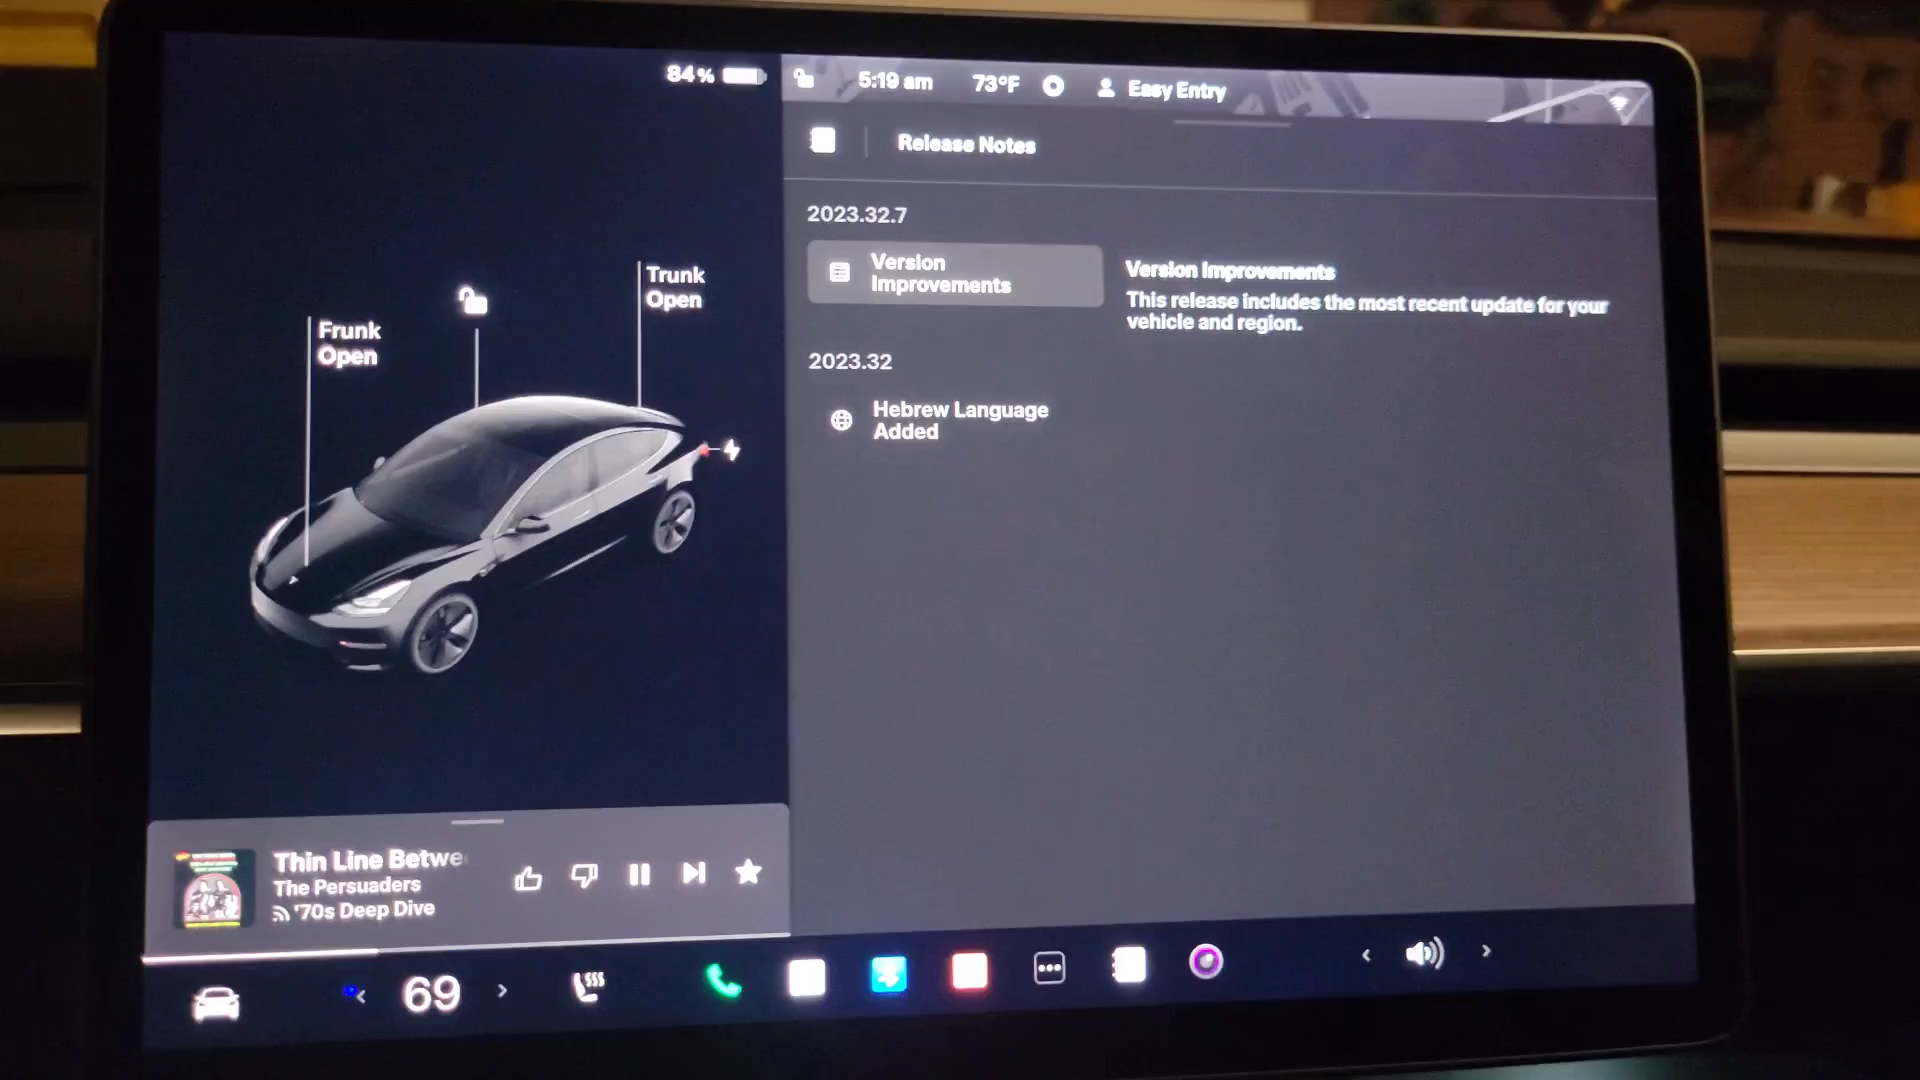 84%
5:19 am
73°F
Easy Entry
Release Notes
2023.32.7
Version
Improvements
Version Improvements
This release includes the most recent update for your
vehicle and region.
2023.32
Hebrew Language
Added
Trunk
Open
Frunk
Open
Thin Line Betwe
The Persuaders
'70s Deep Dive
69